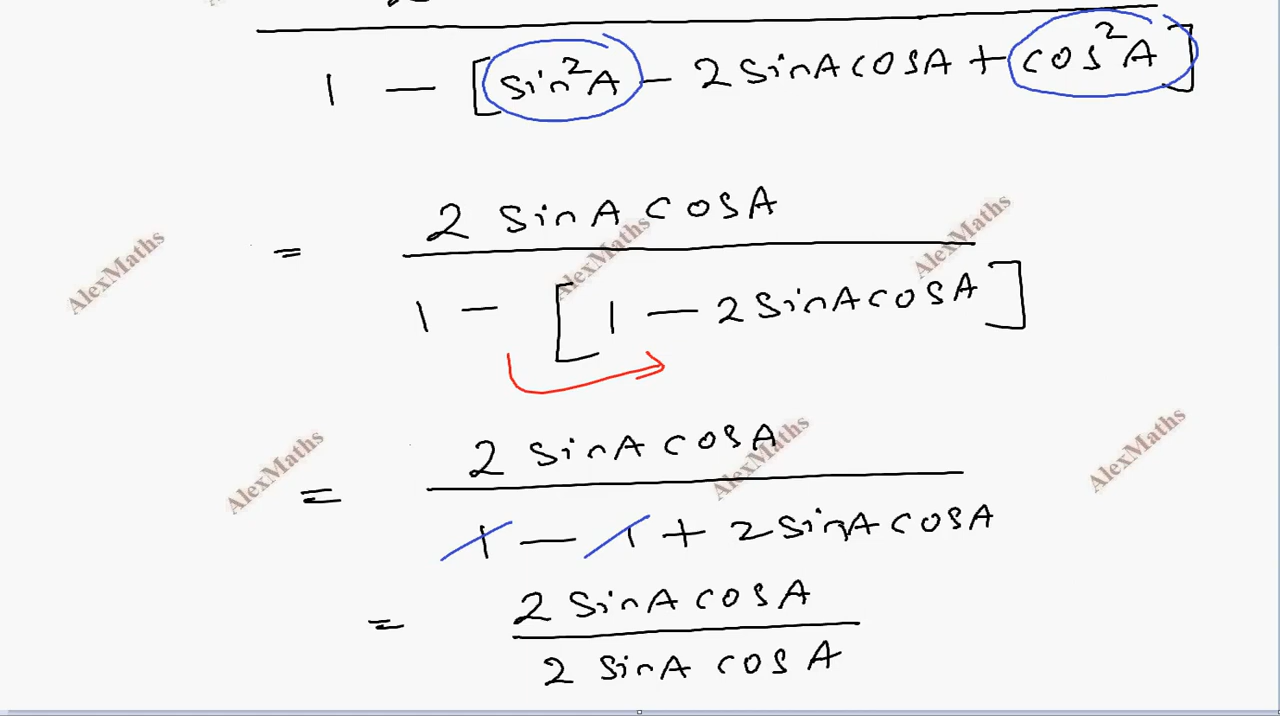 1 - [sin²A - 2 sinA cosA + cos²A]
= 2 sinA cosA
1 - [1 - 2 sinA cosA]
= 2 sinA cosA
1 - 1 + 2 sinA cosA
= 2 sinA cosA
2 sinA cosA
AlexMaths
AlexMaths
AlexMaths
AlexMaths
AlexMaths
AlexMaths